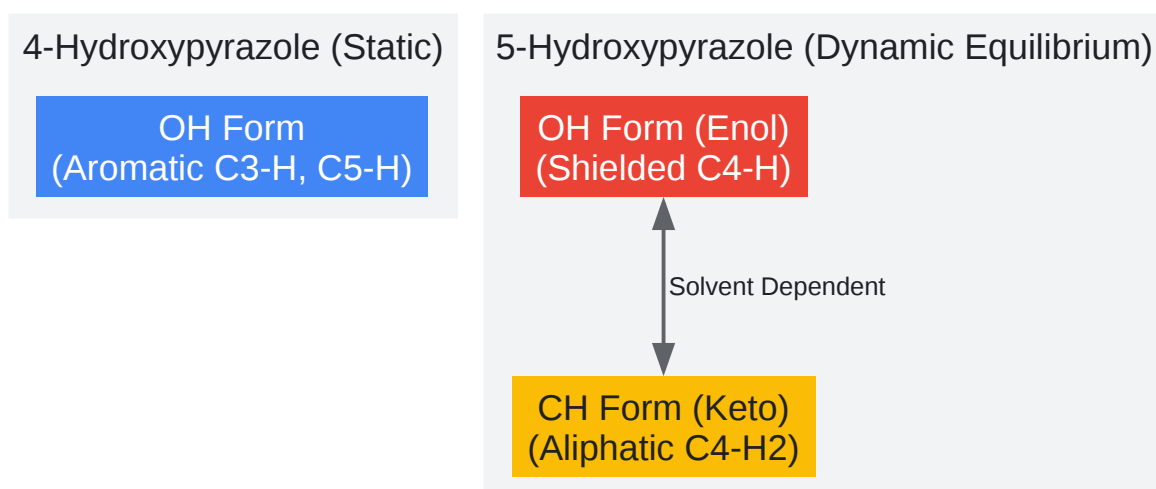 4-Hydroxypyrazole (Static)
OH Form
(Aromatic C3-H, C5-H)
5-Hydroxypyrazole (Dynamic Equilibrium)
OH Form (Enol)
(Shielded C4-H)
Solvent Dependent
CH Form (Keto)
(Aliphatic C4-H2)